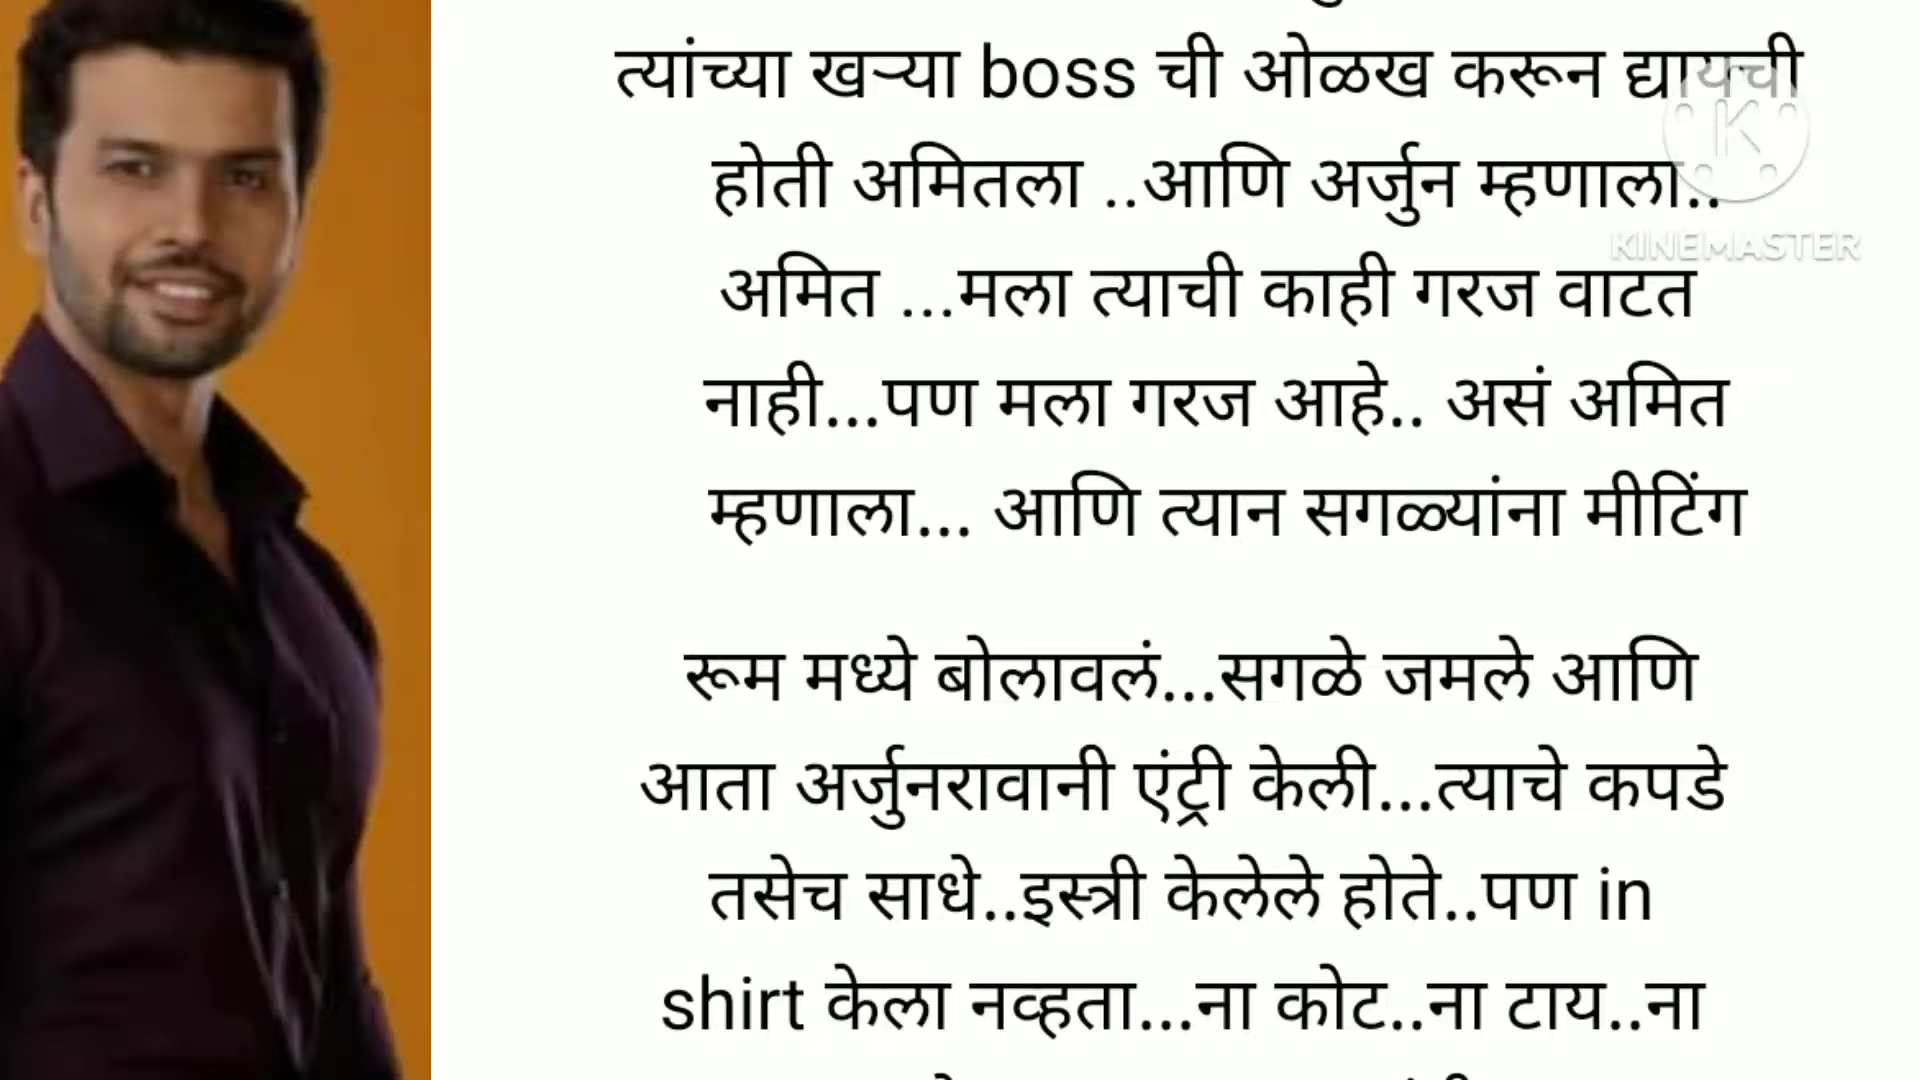 त्यांच्या खऱ्या boss ची ओळख करून द्यायची
होती अमितला ..आणि अर्जुन म्हणाला..
KINEMASTER
अमित ...मला त्याची काही गरज वाटत
नाही...पण मला गरज आहे.. असं अमित
म्हणाला... आणि त्यान सगळ्यांना मीटिंग
रूम मध्ये बोलावलं...सगळे जमले आणि
आता अर्जुनरावानी एंट्री केली...त्याचे कपडे
तसेच साधे..इस्त्री केलेले होते..पण in
shirt केला नव्हता...ना कोट..ना टाय..ना